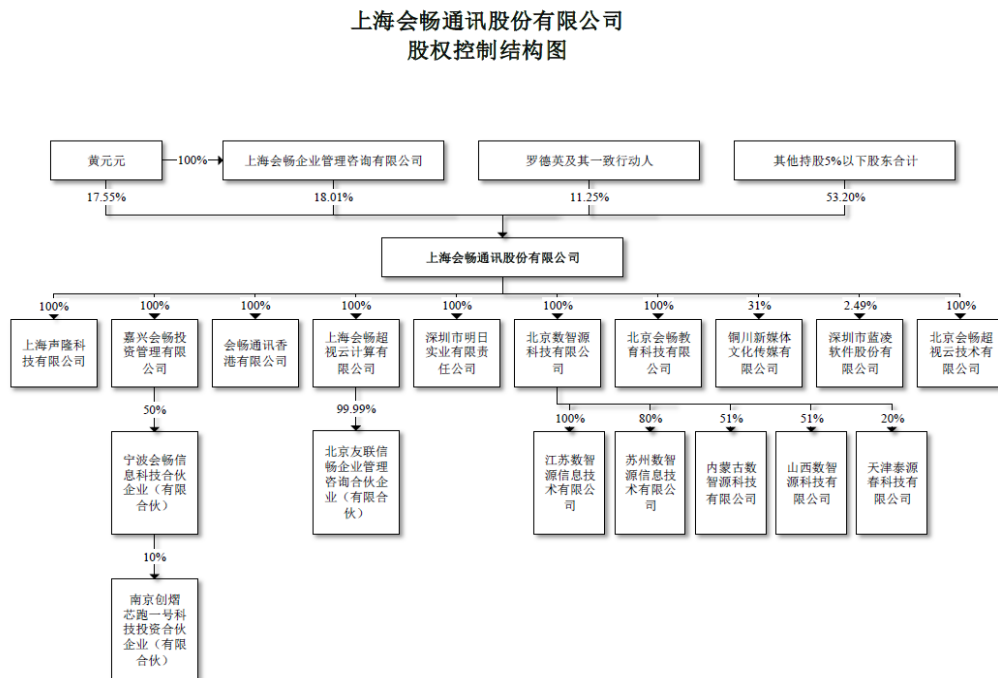 上海会畅通讯股份有限公司
股权控制结构图
黄元元
100%
上海会畅企业管理咨询有限公司
罗德英及其一致行动人
其他持股5%以下股东合计
17.55%
18.01%
11.25%
53.20%
上海会畅通讯股份有限公司
100%
100%
100%
100%
100%
100%
100%
31%
2.49%
100%
上海声隆科
技有限公司
嘉兴会畅投
资管理有限
公司
会畅通讯香
港有限公司
上海会畅超
视云计算有
限公司
深圳市明日
实业有限责
任公司
北京数智源
科技有限公
司
北京会畅教
育科技有限
公司
铜川新媒体
文化传媒有
限公司
深圳市蓝凌
软件股份有
限公司
北京会畅超
视云技术有
限公司
50%
99.99%
100%
80%
51%
51%
20%
宁波会畅信
息科技合伙
企业（有限
合伙）
北京友联信
畅企业管理
咨询合伙企
业（有限合
伙）
江苏数智
源信息技
术有限公
司
苏州数智
源信息技
术有限公
司
内蒙古数
智源科技
有限公司
山西数智
源科技有
限公司
天津泰源
春科技有
限公司
10%
南京创熠
芯跑一号科
技投资合伙
企业（有限
合伙）